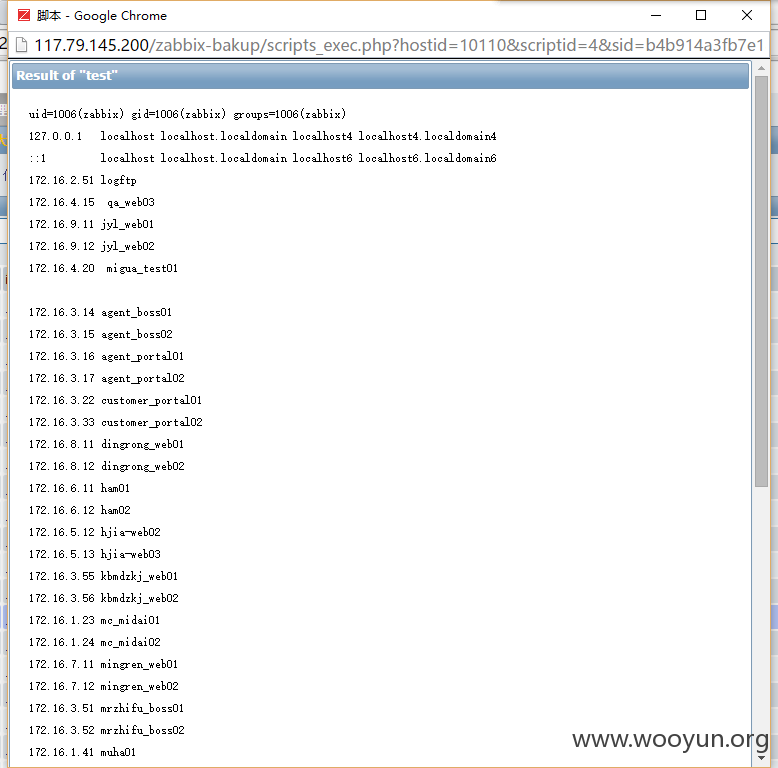 脚本 - Google Chrome
117.79.145.200/zabbix-bakup/scripts_exec.php?hostid=10110&scriptid=4&sid=b4b914a3fb7e1
Result of "test"
uid=1006(zabbix) gid=1006(zabbix) groups=1006(zabbix)
127.0.0.1 localhost localhost.localdomain localhost4 localhost4.localdomain4
::1 localhost localhost.localdomain localhost6 localhost6.localdomain6
172.16.2.51 logftp
172.16.4.15 qa_web03
172.16.9.11 jyl_web01
172.16.9.12 jyl_web02
172.16.4.20 migua_test01
172.16.3.14 agent_boss01
172.16.3.15 agent_boss02
172.16.3.16 agent_portal01
172.16.3.17 agent_portal02
172.16.3.22 customer_portal01
172.16.3.33 customer_portal02
172.16.8.11 dingrong_web01
172.16.8.12 dingrong_web02
172.16.6.11 ham01
172.16.6.12 ham02
172.16.5.12 hjia-web02
172.16.5.13 hjia-web03
172.16.3.55 kbmdzkj_web01
172.16.3.56 kbmdzkj_web02
172.16.1.23 mc_midai01
172.16.1.24 mc_midai02
172.16.7.11 mingren_web01
172.16.7.12 mingren_web02
172.16.3.51 mrzhifu_boss01
172.16.3.52 mrzhifu_boss02
172.16.1.41 muha01
www.wooyun.org